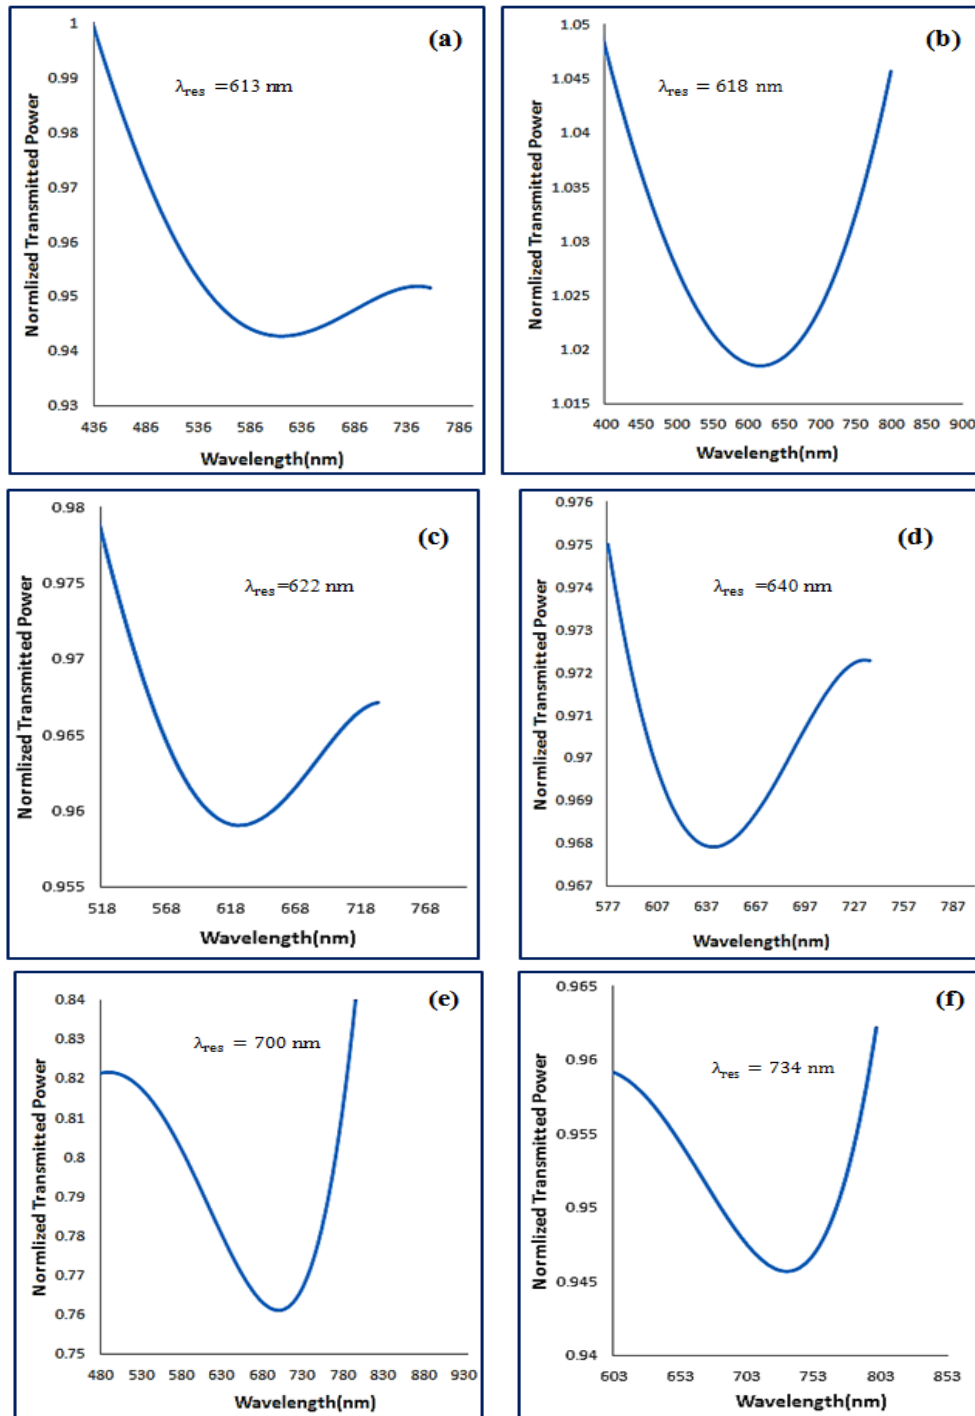 (a)
λres =613 nm
Normlized Transmitted Power
1
0.99
0.98
0.97
0.96
0.95
0.94
0.93
436 486 536 586 636 686 736 786
Wavelength(nm)
(b)
λres = 618 nm
Normlized Transmitted Power
1.05
1.045
1.04
1.035
1.03
1.025
1.02
1.015
400 450 500 550 600 650 700 750 800 850 900
Wavelength(nm)
(c)
λres=622 nm
Normlized Transmitted Power
0.98
0.975
0.97
0.965
0.96
0.955
518 568 618 668 718 768
Wavelength(nm)
(d)
λres =640 nm
Normlized Transmitted Power
0.976
0.975
0.974
0.973
0.972
0.971
0.97
0.969
0.968
0.967
577 607 637 667 697 727 757 787
Wavelength(nm)
(e)
λres = 700 nm
Normlized Transmitted Power
0.84
0.83
0.82
0.81
0.8
0.79
0.78
0.77
0.76
0.75
480 530 580 630 680 730 780 830 880 930
Wavelength(nm)
(f)
λres = 734 nm
Normlized Transmitted Power
0.965
0.96
0.955
0.95
0.945
0.94
603 653 703 753 803 853
Wavelength(nm)